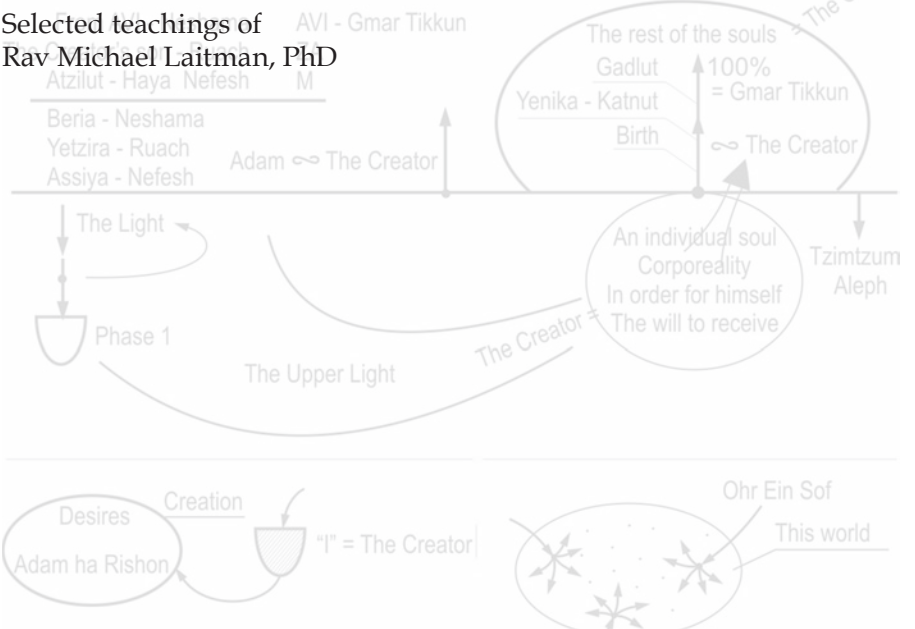 Selected teachings of
Rav Michael Laitman, PhD
AVI - Gmar Tikkun
Atzilut - Haya Nefesh M
Beria - Neshama
Yetzira - Ruach
Assiya - Nefesh
Adam ∾ The Creator
The rest of the souls
Gadlut
100%
= Gmar Tikkun
Yenika - Katnut
Birth
∾ The Creator
The Light
Phase 1
The Upper Light
The Creator =
An individual soul
Corporeality
In order for himself
The will to receive
Tzimtzum
Aleph
Desires
Adam ha Rishon
Creation
"I" = The Creator
Ohr Ein Sof
This world